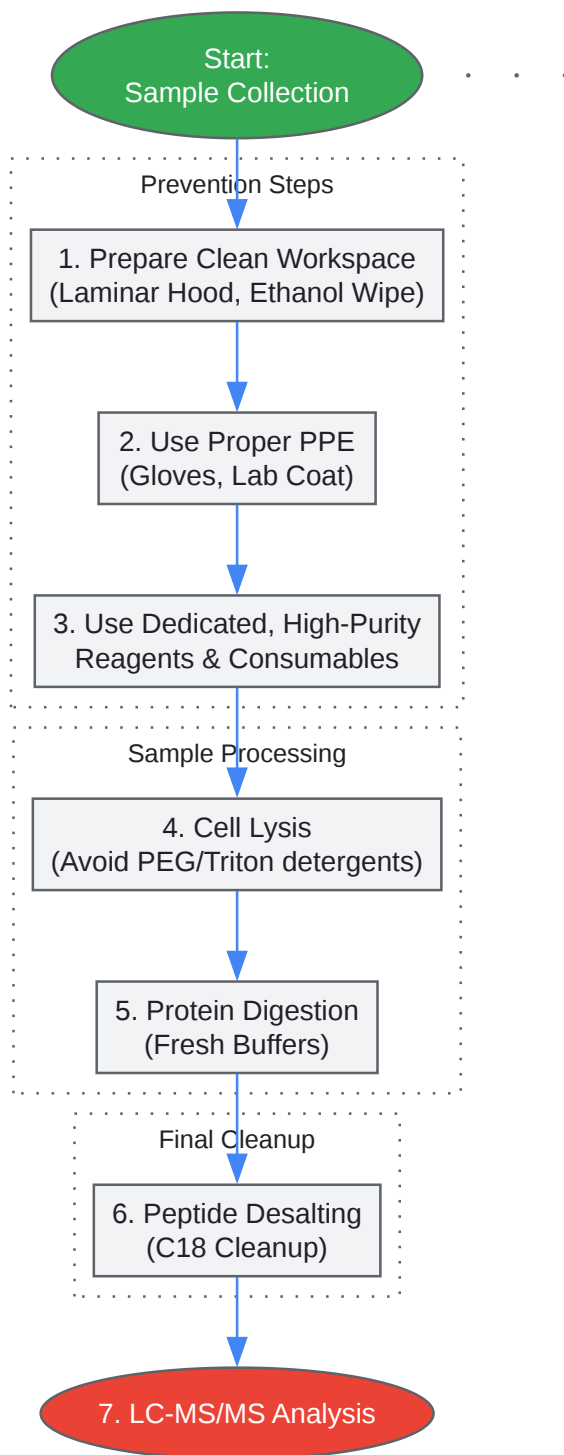 Start:
Sample Collection
Prevention Steps
1. Prepare Clean Workspace
(Laminar Hood, Ethanol Wipe)
2. Use Proper PPE
(Gloves, Lab Coat)
3. Use Dedicated, High-Purity
Reagents & Consumables
Sample Processing
4. Cell Lysis
(Avoid PEG/Triton detergents)
5. Protein Digestion
(Fresh Buffers)
Final Cleanup
6. Peptide Desalting
(C18 Cleanup)
7. LC-MS/MS Analysis